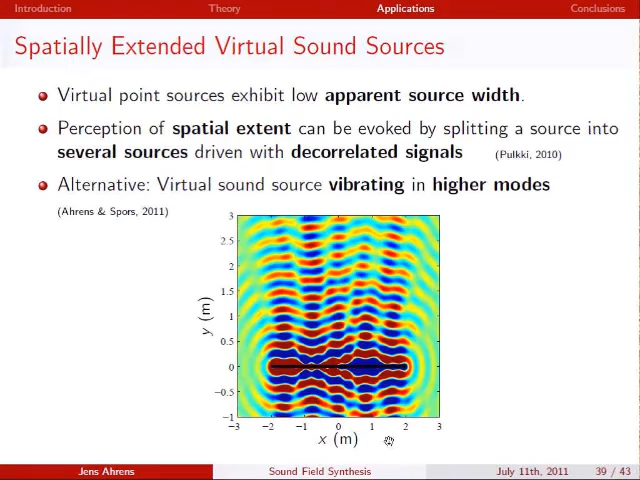 Introduction Theory Applications Conclusions
Spatially Extended Virtual Sound Sources
Virtual point sources exhibit low apparent source width.
Perception of spatial extent can be evoked by splitting a source into
several sources driven with decorrelated signals (Pulkki, 2010)
Alternative: Virtual sound source vibrating in higher modes
(Ahrens & Spors, 2011)
3
2.5
2
1.5
1
0.5
0
−0.5
−1
y (m)
−3 −2 −1 0 1 2 3
x (m)
Jens Ahrens Sound Field Synthesis July 11th, 2011 39 / 43